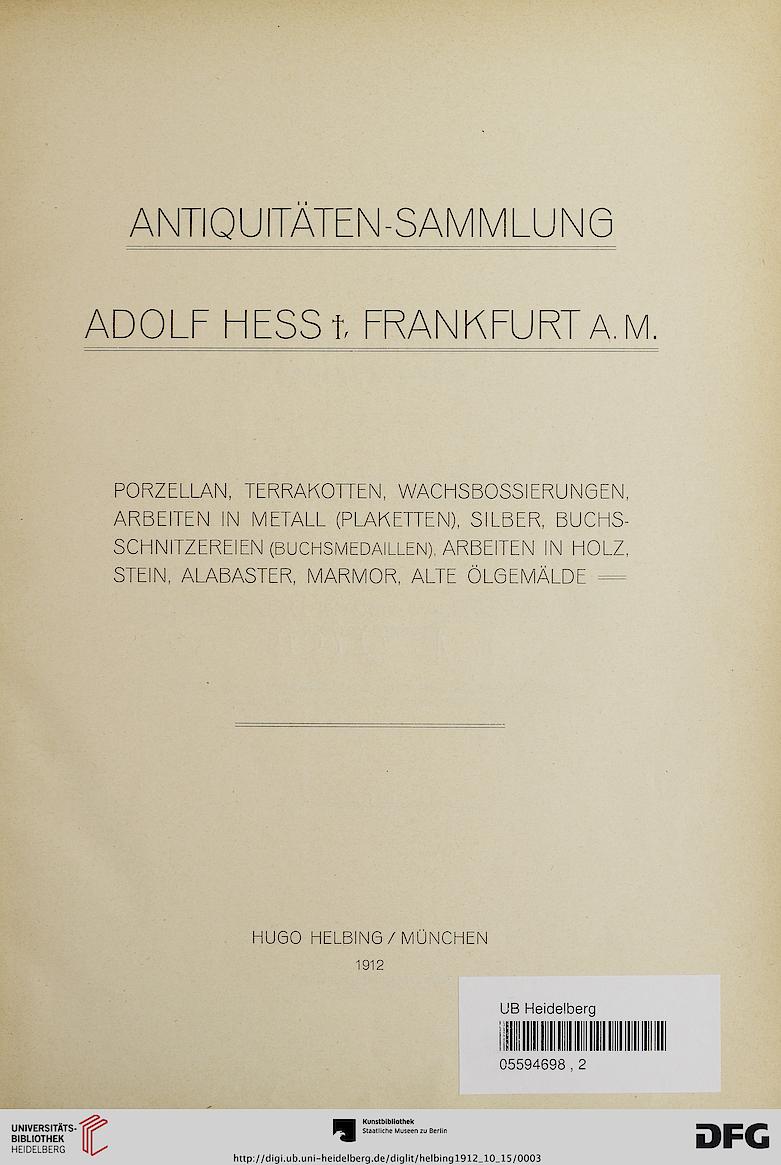 ANTIQUITÄTEN-SAMMLUNG
ADOLF HESS †, FRANKFURT A. M.
PORZELLAN, TERRAKOTTEN, WACHSBOSSIERUNGEN,
ARBEITEN IN METALL (PLAKETTEN), SILBER, BUCHS-
SCHNITZEREIEN (BUCHSMEDAILLEN), ARBEITEN IN HOLZ,
STEIN, ALABASTER, MARMOR, ALTE ÖLGEMÄLDE
HUGO HELBING / MÜNCHEN
1912
UB Heidelberg
05594698 , 2
UNIVERSITÄTS-
BIBLIOTHEK
HEIDELBERG
Kunstbibliothek
Staatliche Museen zu Berlin
DFG
http://digi.ub.uni-heidelberg.de/diglit/helbing1912_10_15/0003